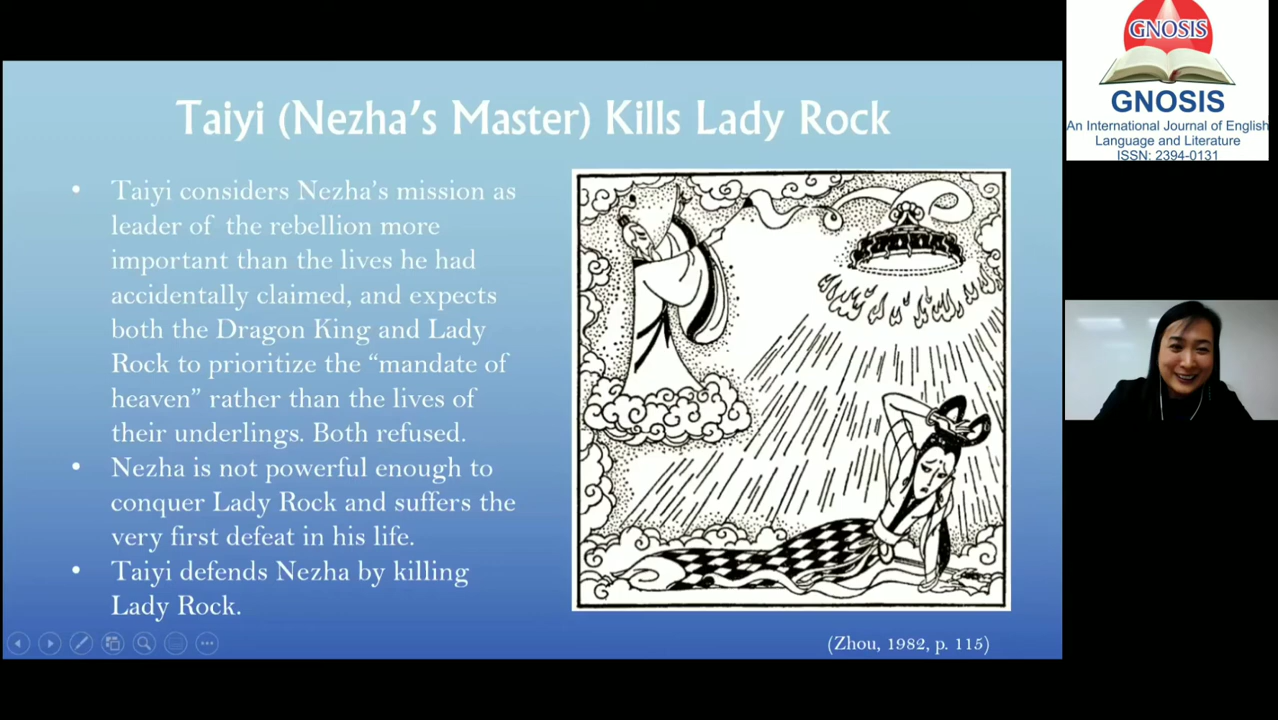 Taiyi (Nezha's Master) Kills Lady Rock
• Taiyi considers Nezha's mission as
leader of the rebellion more
important than the lives he had
accidentally claimed, and expects
both the Dragon King and Lady
Rock to prioritize the “mandate of
heaven” rather than the lives of
their underlings. Both refused.
• Nezha is not powerful enough to
conquer Lady Rock and suffers the
very first defeat in his life.
• Taiyi defends Nezha by killing
Lady Rock.
(Zhou, 1982, p. 115)
GNOSIS
GNOSIS
An International Journal of English
Language and Literature
ISSN: 2394-0131